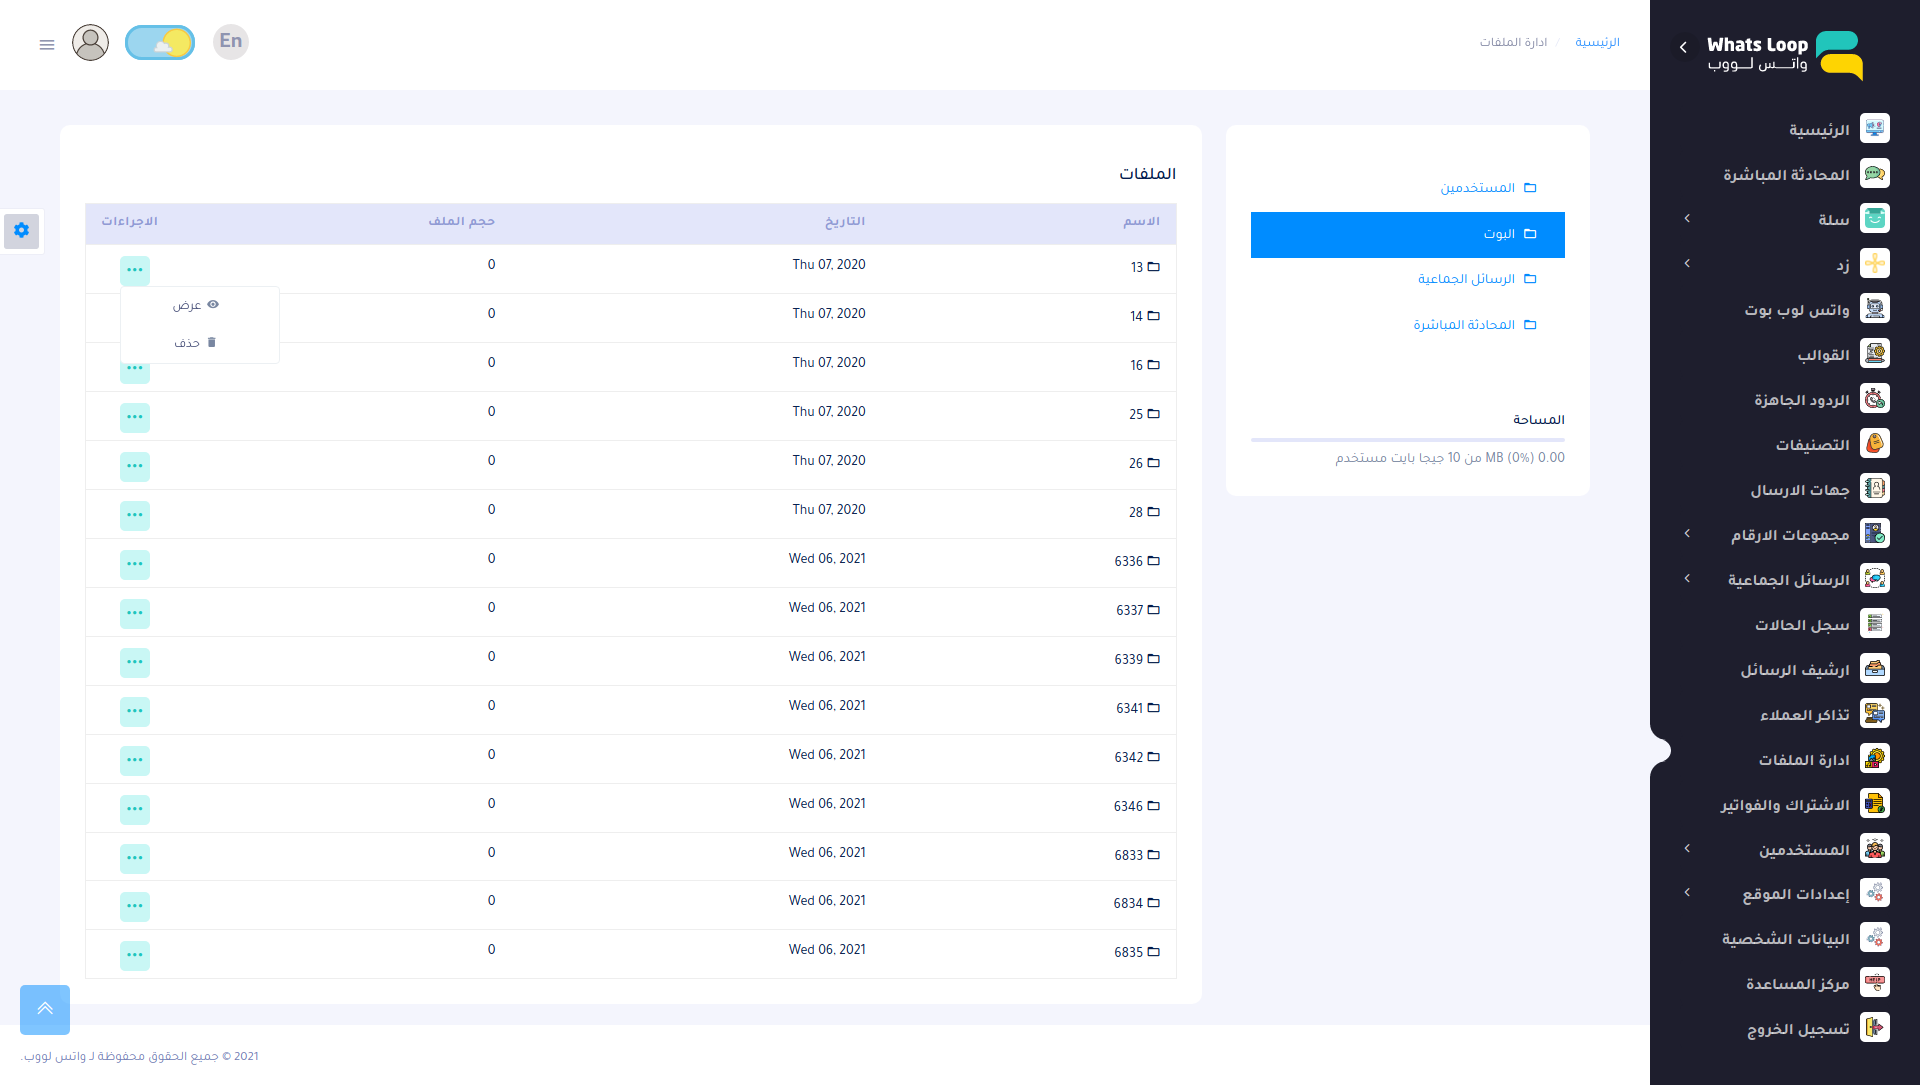 Whats Loop
واتس لووب
الرئيسية
المحادثة المباشرة
سلة
زد
واتس لوب بوت
القوالب
الردود الجاهزة
التصنيفات
جهات الارسال
مجموعات الارقام
الرسائل الجماعية
سجل الحالات
ارشيف الرسائل
تذاكر العملاء
ادارة الملفات
الاشتراك والفواتير
المستخدمين
إعدادات الموقع
البيانات الشخصية
مركز المساعدة
تسجيل الخروج
الرئيسية / ادارة الملفات
En
المستخدمين
البوت
الرسائل الجماعية
المحادثة المباشرة
المساحة
0.00 MB (0%) من 10 جيجا بايت مستخدم
الملفات
الاسم التاريخ حجم الملف الاجراءات
13 Thu 07, 2020 0
عرض
14 Thu 07, 2020 0
حذف
16 Thu 07, 2020 0
25 Thu 07, 2020 0
26 Thu 07, 2020 0
28 Thu 07, 2020 0
6336 Wed 06, 2021 0
6337 Wed 06, 2021 0
6339 Wed 06, 2021 0
6341 Wed 06, 2021 0
6342 Wed 06, 2021 0
6346 Wed 06, 2021 0
6833 Wed 06, 2021 0
6834 Wed 06, 2021 0
6835 Wed 06, 2021 0
2021 © جميع الحقوق محفوظة لـ واتس لووب.